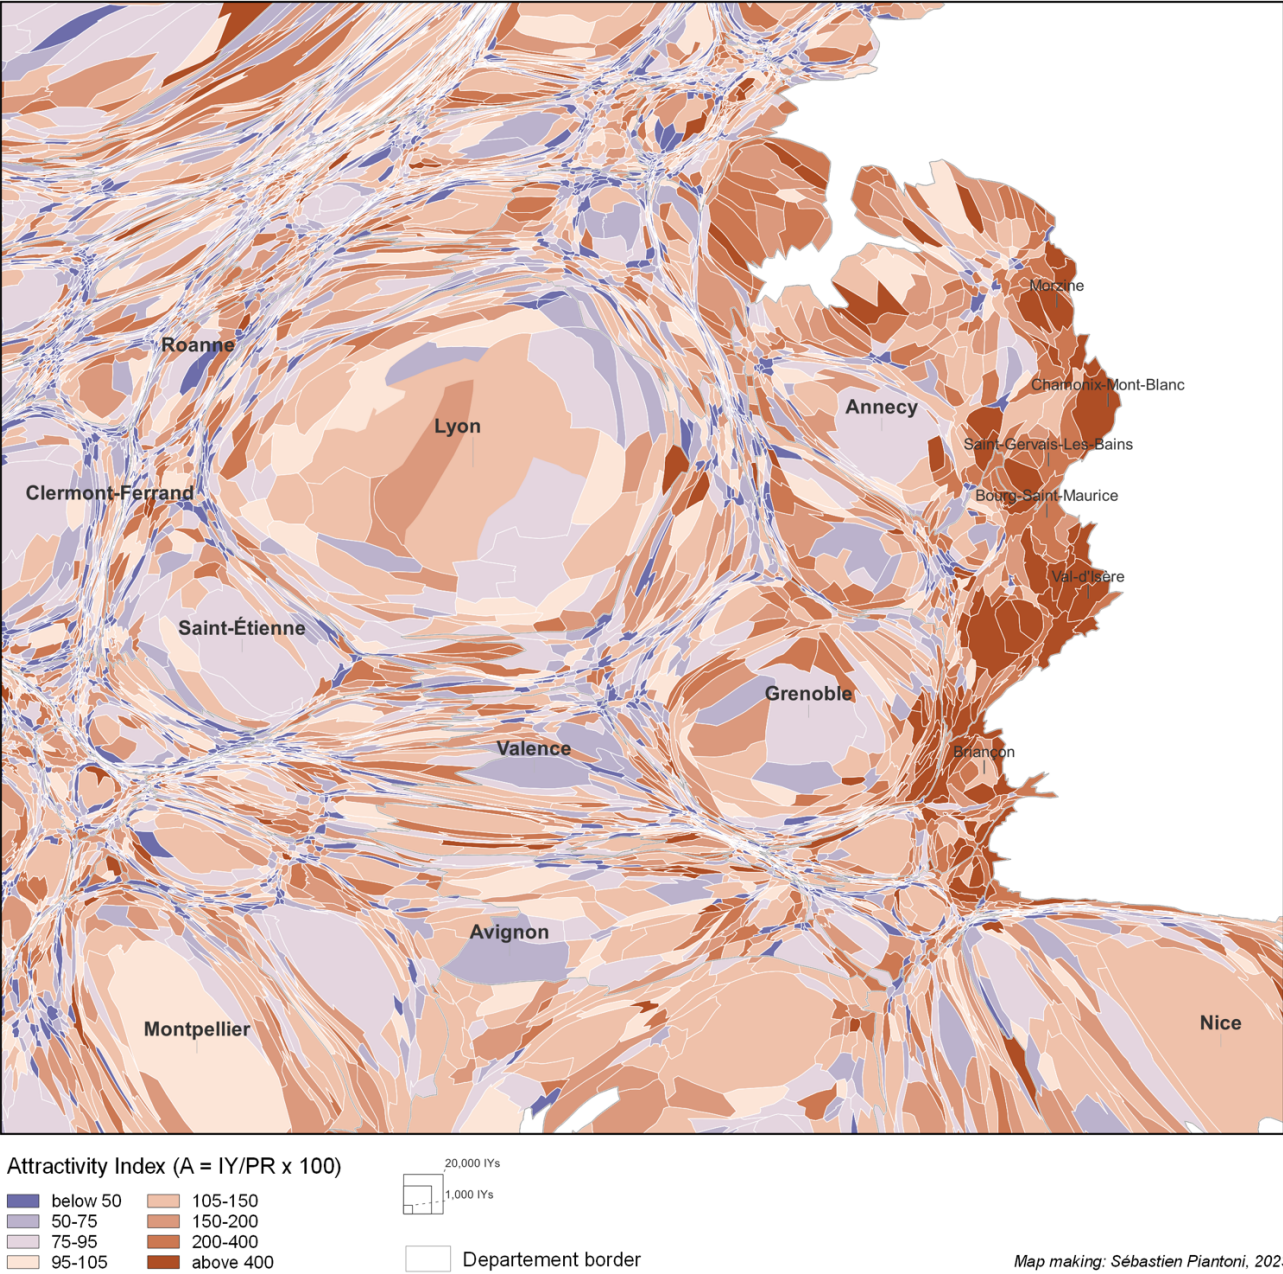 Morzine
Roanne
Chamonix-Mont-Blanc
Annecy
Lyon
Saint-Gervais-Les-Bains
Clermont-Ferrand
Bourg-Saint-Maurice
Val-d'Isère
Saint-Étienne
Grenoble
Valence
Briançon
Avignon
Montpellier
Nice
Attractivity Index (A = IY/PR x 100)
below 50
50-75
75-95
95-105
105-150
150-200
200-400
above 400
20,000 IYs
1,000 IYs
Departement border
Map making: Sébastien Piantoni,